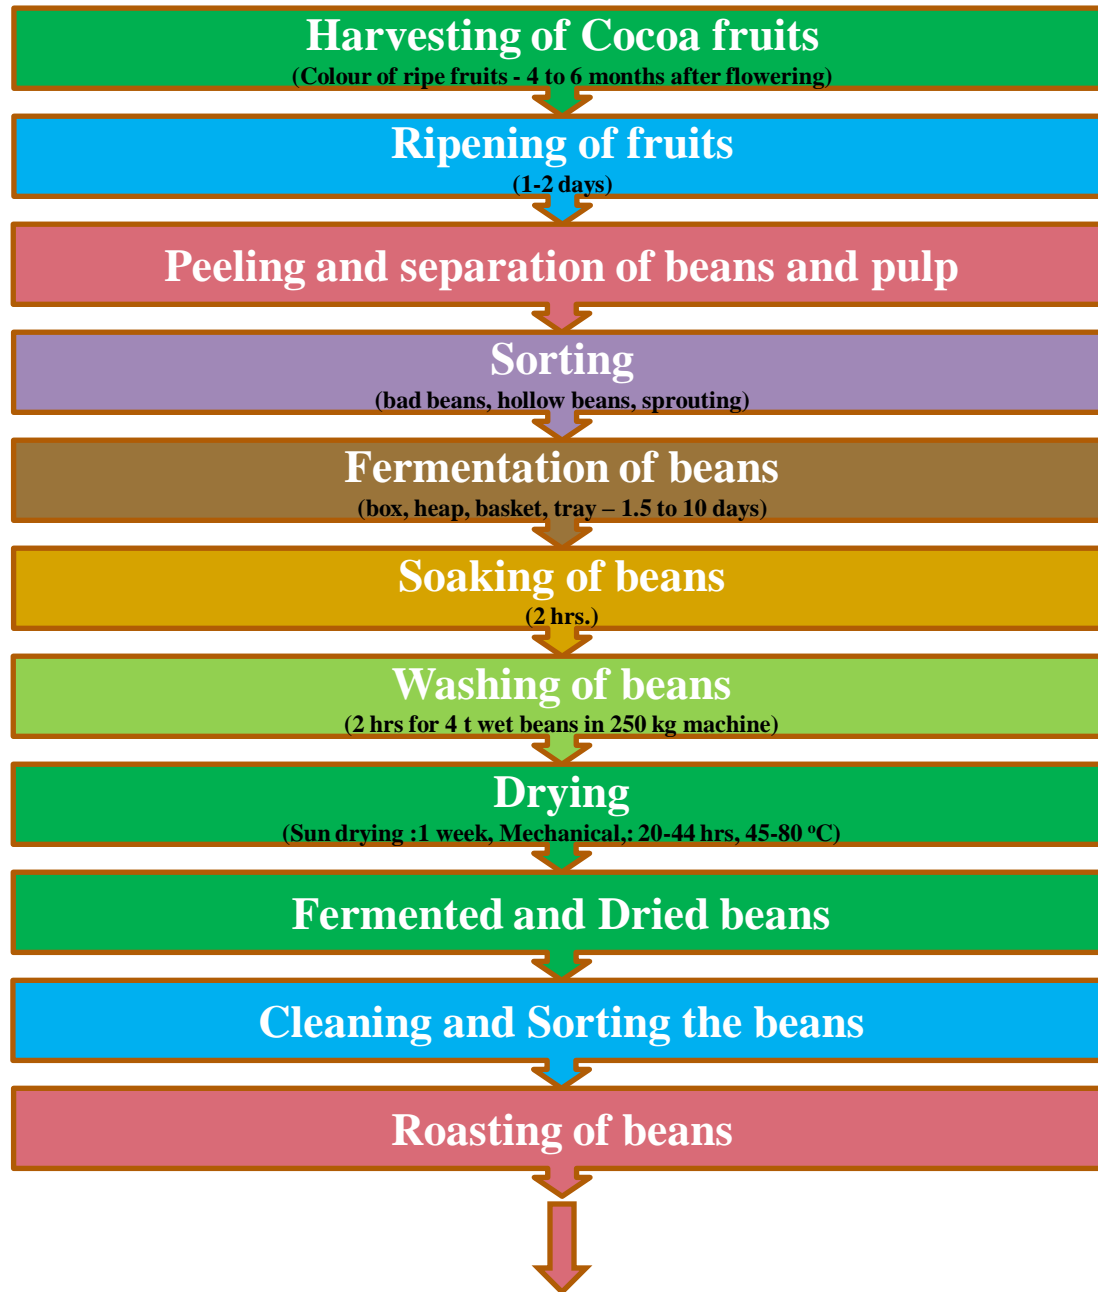 Harvesting of Cocoa fruits
(Colour of ripe fruits - 4 to 6 months after flowering)
Ripening of fruits
(1-2 days)
Peeling and separation of beans and pulp
Sorting
(bad beans, hollow beans, sprouting)
Fermentation of beans
(box, heap, basket, tray – 1.5 to 10 days)
Soaking of beans
(2 hrs.)
Washing of beans
(2 hrs for 4 t wet beans in 250 kg machine)
Drying
(Sun drying :1 week, Mechanical,: 20-44 hrs, 45-80 ºC)
Fermented and Dried beans
Cleaning and Sorting the beans
Roasting of beans